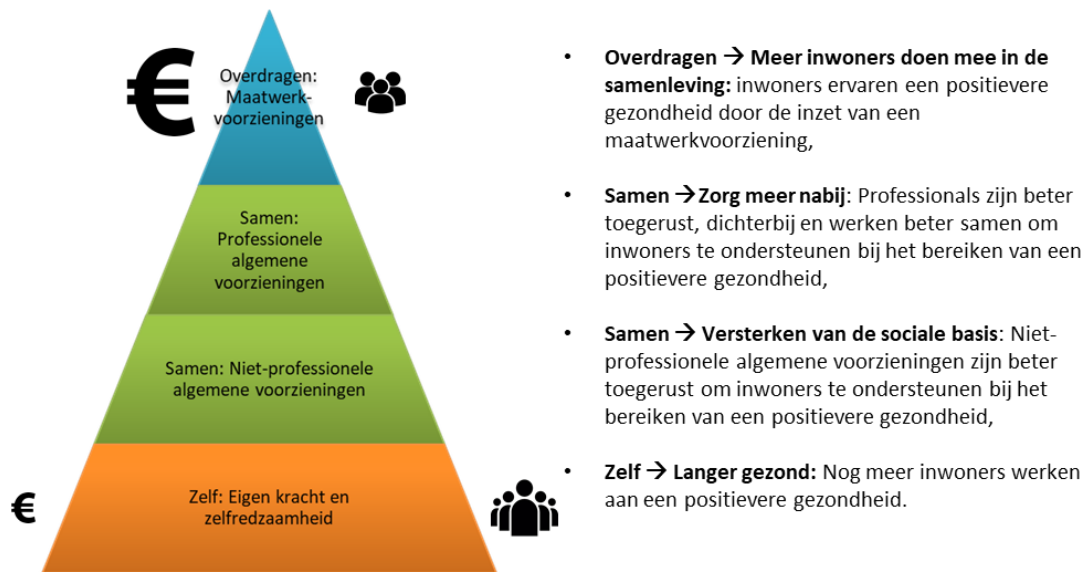 €
Overdragen:
Maatwerk-
voorzieningen
Samen:
Professionele
algemene
voorzieningen
Samen: Niet-professionele
algemene voorzieningen
€
Zelf: Eigen kracht en
zelfredzaamheid
• Overdragen → Meer inwoners doen mee in de
samenleving: inwoners ervaren een positievere
gezondheid door de inzet van een
maatwerkvoorziening,
• Samen → Zorg meer nabij: Professionals zijn beter
toegerust, dichterbij en werken beter samen om
inwoners te ondersteunen bij het bereiken van een
positievere gezondheid,
• Samen → Versterken van de sociale basis: Niet-
professionele algemene voorzieningen zijn beter
toegerust om inwoners te ondersteunen bij het
bereiken van een positievere gezondheid,
• Zelf → Langer gezond: Nog meer inwoners werken
aan een positievere gezondheid.